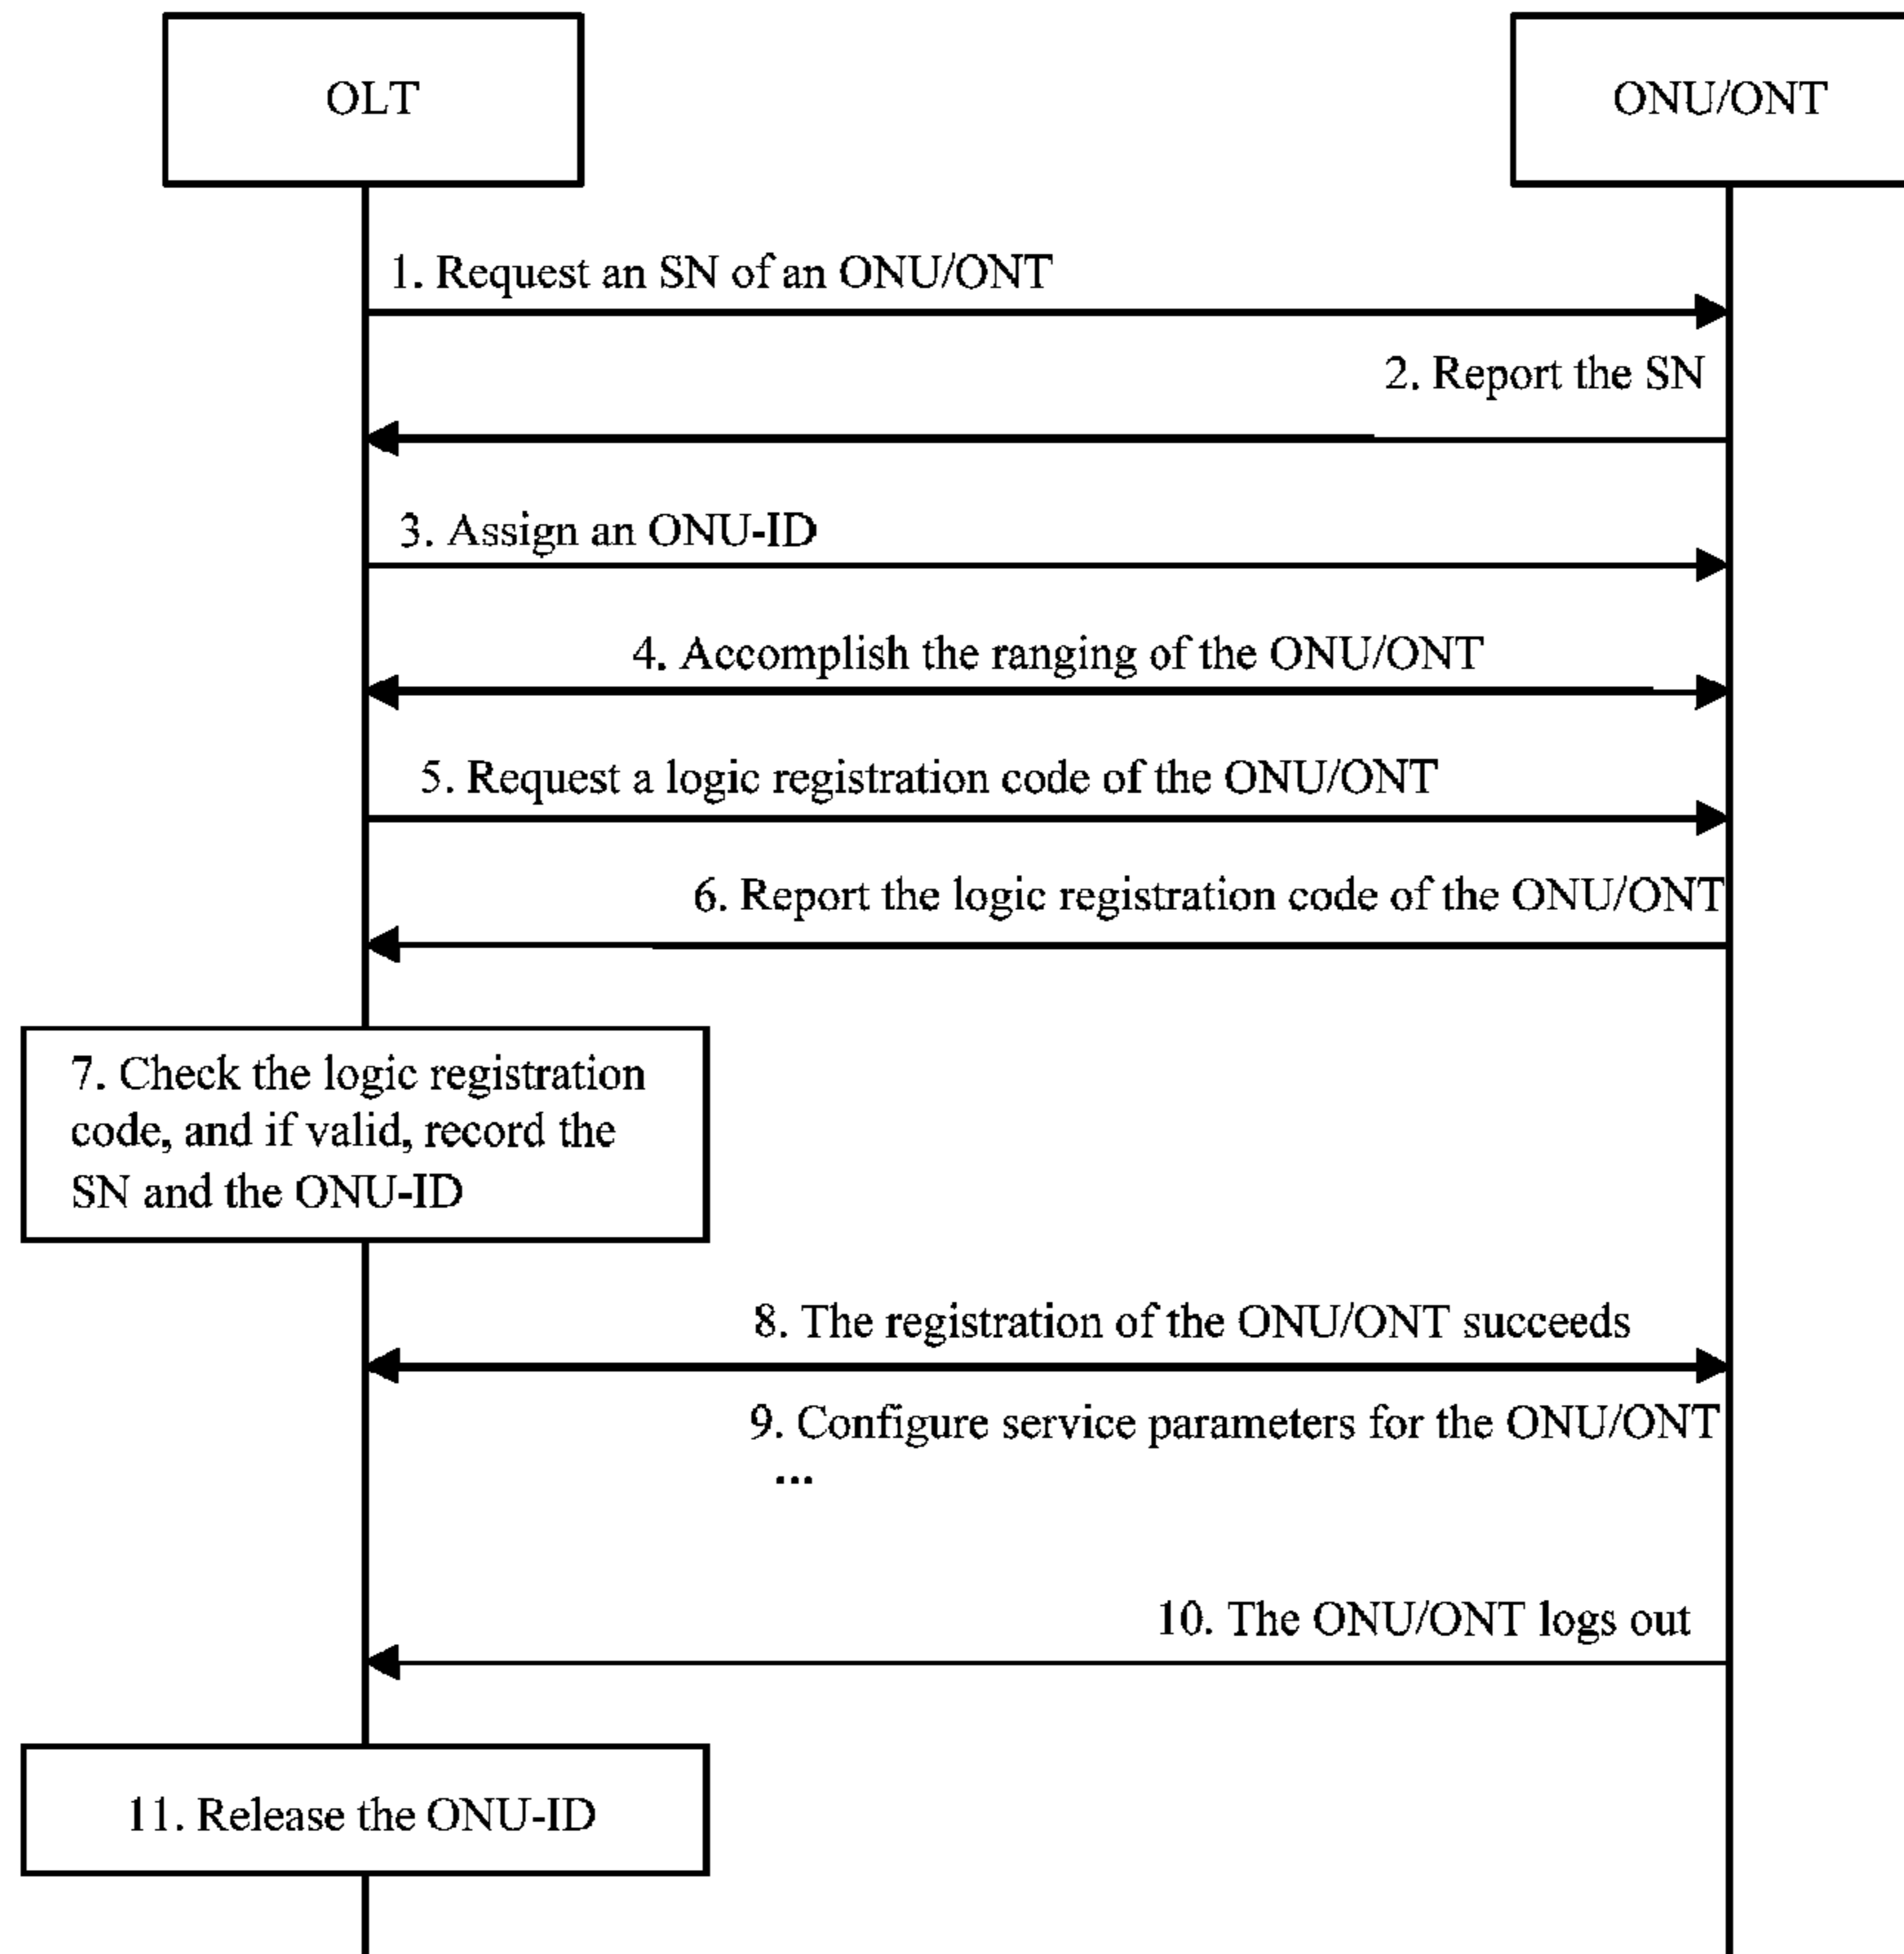 OLT
ONU/ONT
1. Request an SN of an ONU/ONT
2. Report the SN
3. Assign an ONU-ID
4. Accomplish the ranging of the ONU/ONT
5. Request a logic registration code of the ONU/ONT
6. Report the logic registration code of the ONU/ONT
7. Check the logic registration
code, and if valid, record the
SN and the ONU-ID
8. The registration of the ONU/ONT succeeds
9. Configure service parameters for the ONU/ONT
...
10. The ONU/ONT logs out
11. Release the ONU-ID